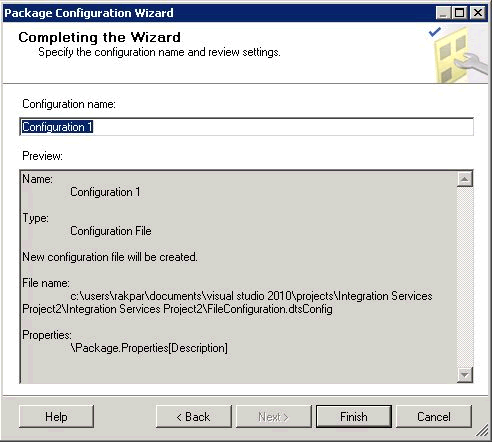 Package Configuration Wizard
Completing the Wizard
Specify the configuration name and review settings.
Configuration name:
Configuration 1
Preview:
Name:
Configuration 1
Type:
Configuration File
New configuration file will be created.
File name:
c:\users\rakpar\documents\visual studio 2010\projects\Integration Services
Project2\Integration Services Project2\FileConfiguration.dtsConfig
Properties:
\Package.Properties[Description]
Help < Back Next > Finish Cancel